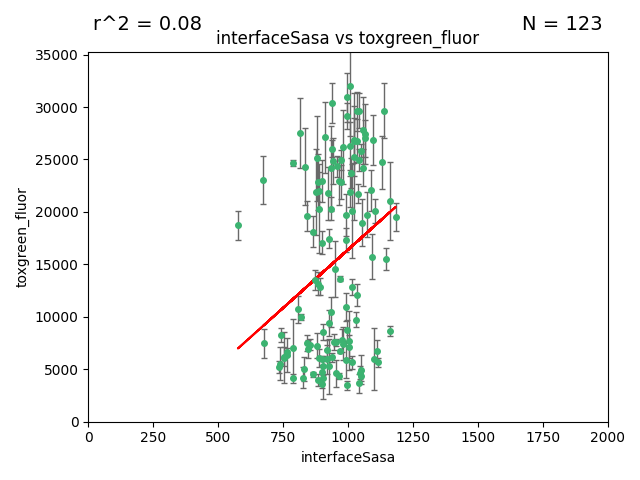 r^2 = 0.08
N = 123
interfaceSasa vs toxgreen_fluor
35000
30000
25000
20000
15000
10000
5000
0
toxgreen_fluor
0 250 500 750 1000 1250 1500 1750 2000
interfaceSasa